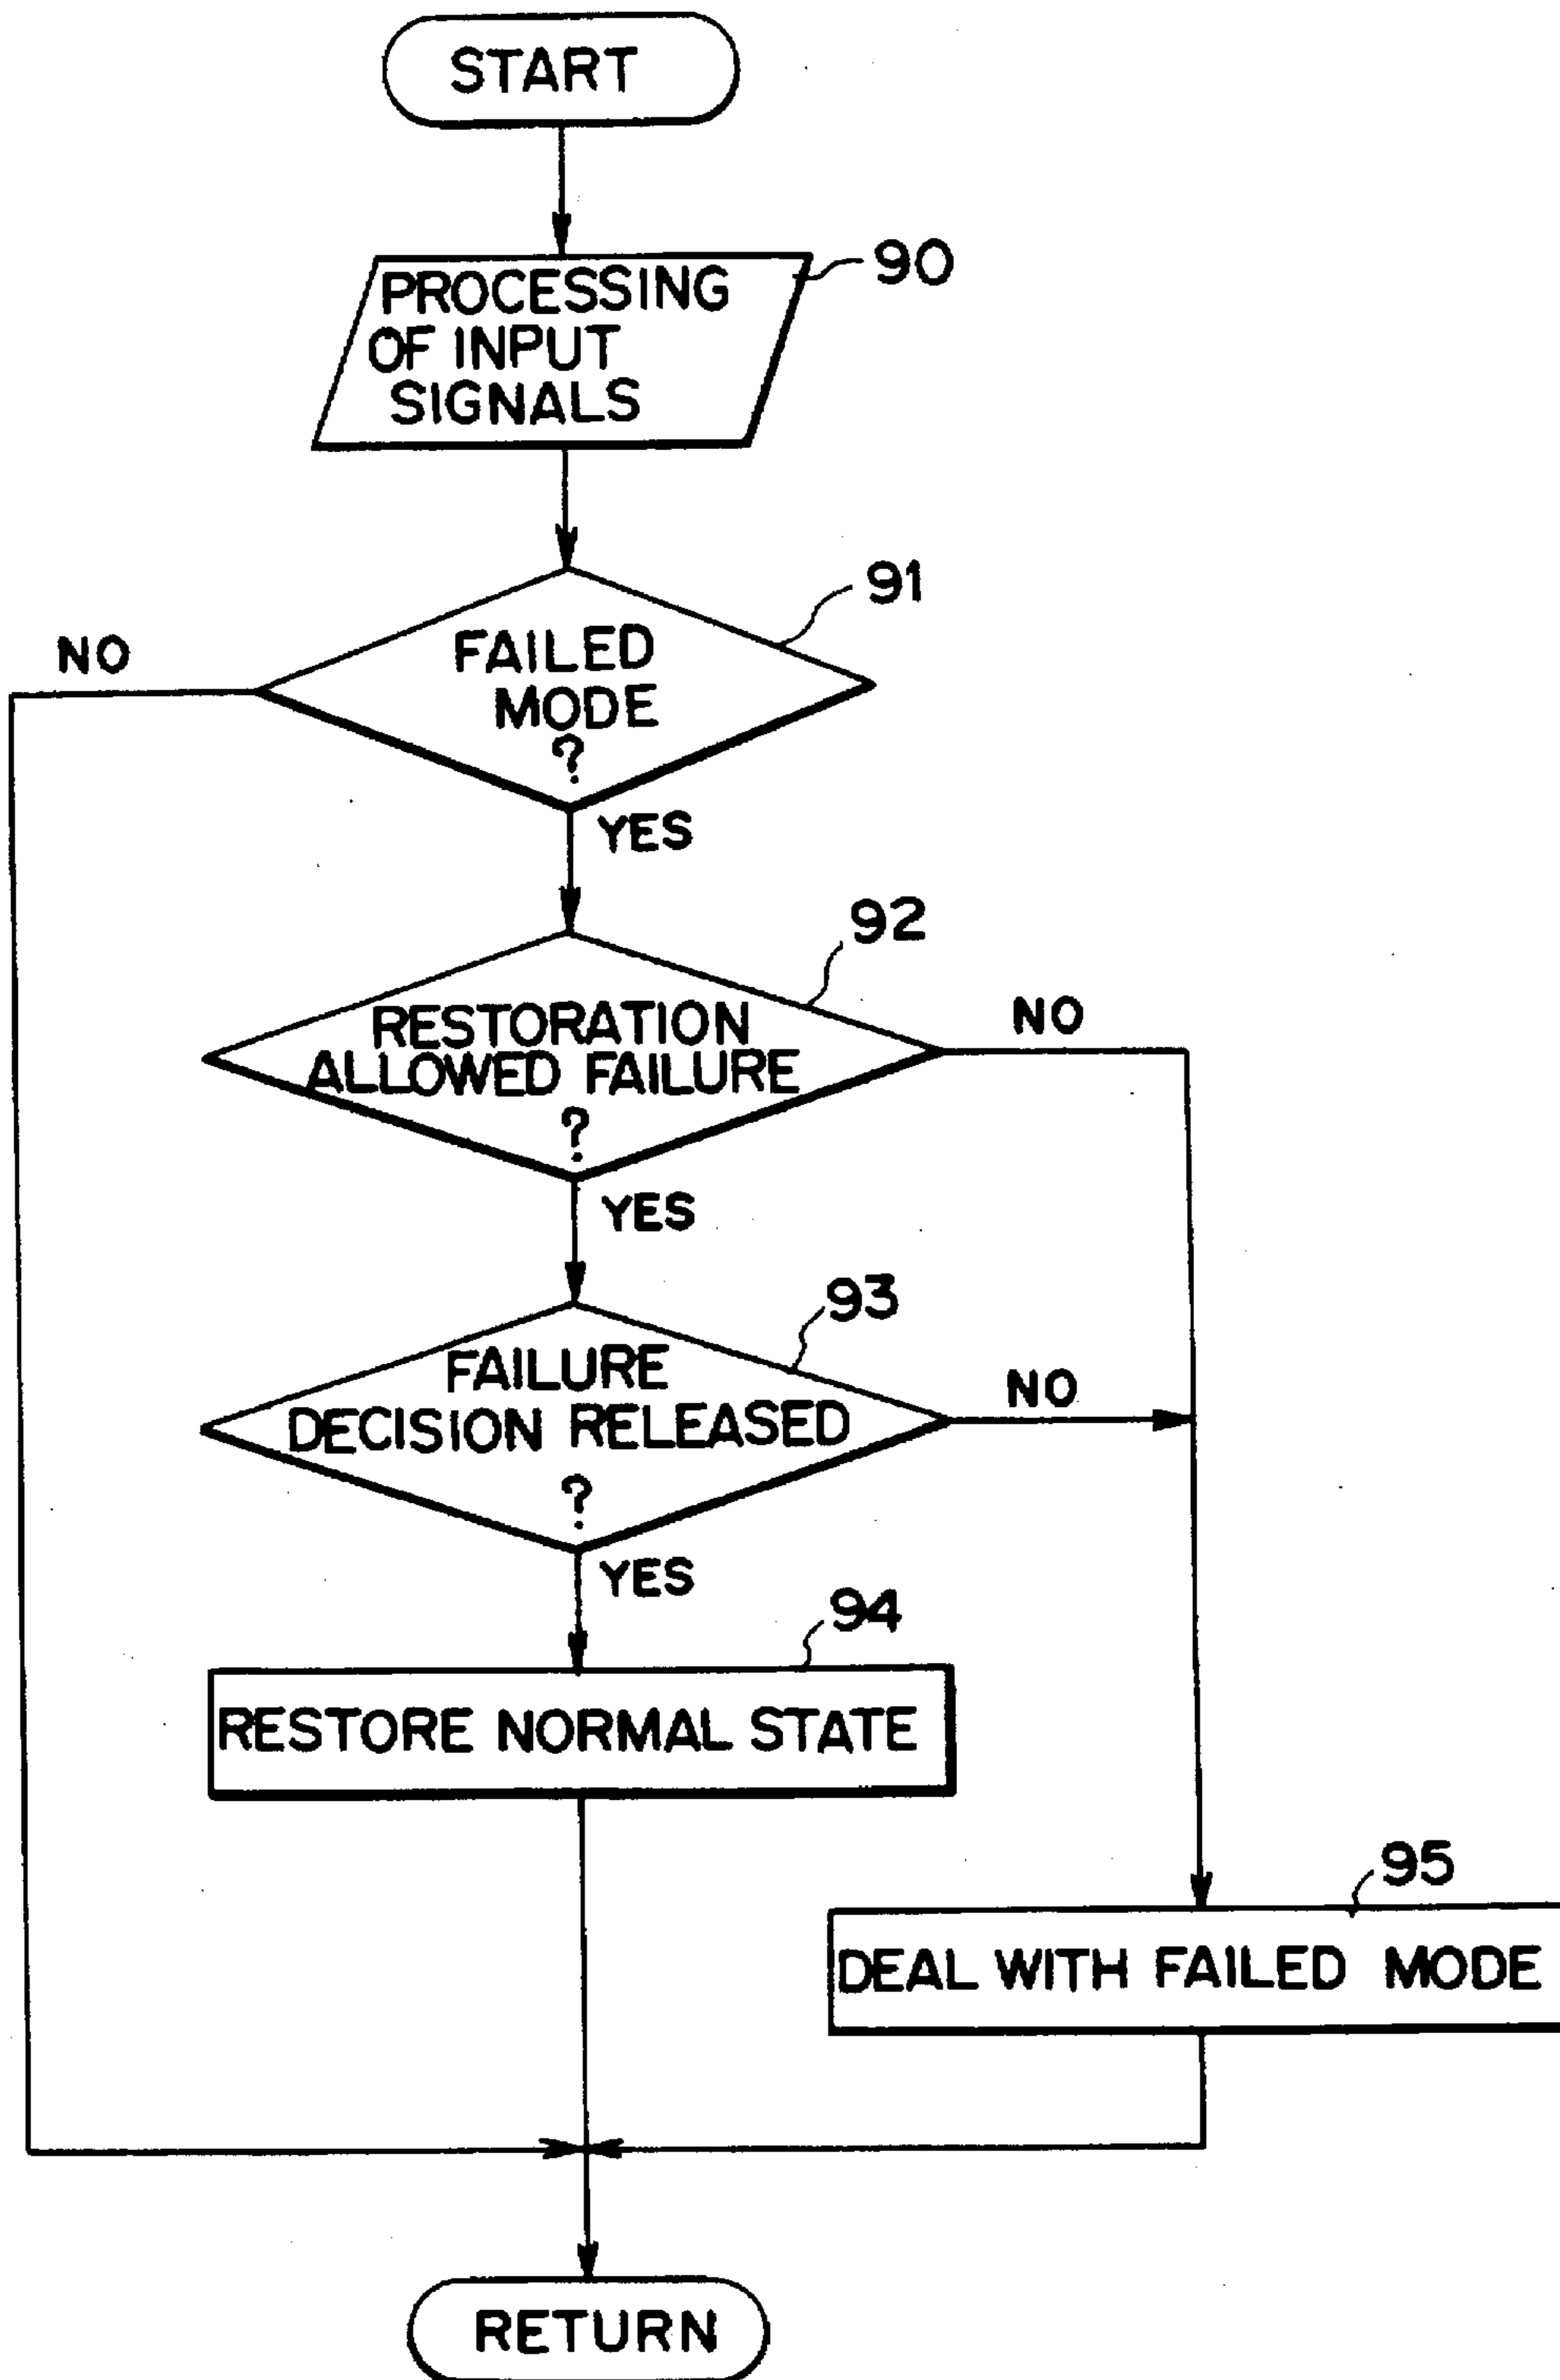 START
PROCESSING
OF INPUT
SIGNALS
90
91
NO
FAILED
MODE
?
YES
92
RESTORATION
ALLOWED FAILURE
?
NO
YES
93
FAILURE
DECISION RELEASED
?
NO
YES
94
RESTORE NORMAL STATE
95
DEAL WITH FAILED MODE
RETURN